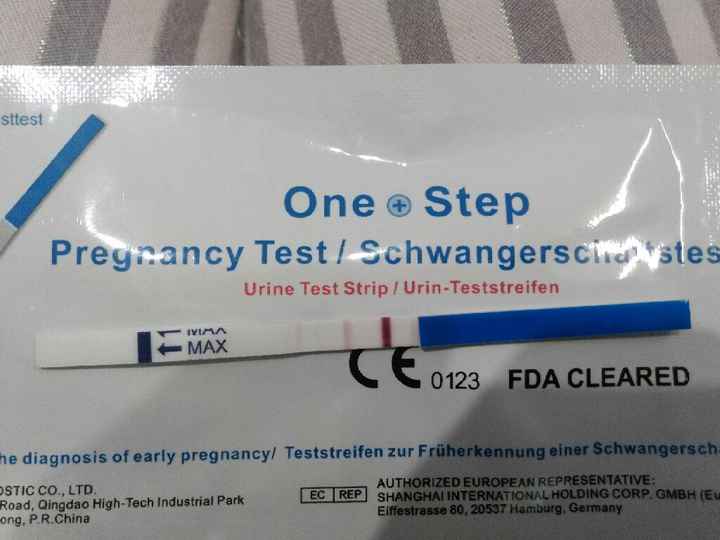 sttest
One + Step
Pregnancy Test / Schwangerschaftstes
Urine Test Strip / Urin-Teststreifen
MAX
MAX
CE 0123 FDA CLEARED
he diagnosis of early pregnancy/ Teststreifen zur Früherkennung einer Schwangersch
OSTIC CO., LTD.
Road, Qingdao High-Tech Industrial Park
ong, P.R.China
EC REP
AUTHORIZED EUROPEAN REPRESENTATIVE:
SHANGHAI INTERNATIONAL HOLDING CORP. GMBH (Eu
Eiffestrasse 80, 20537 Hamburg, Germany